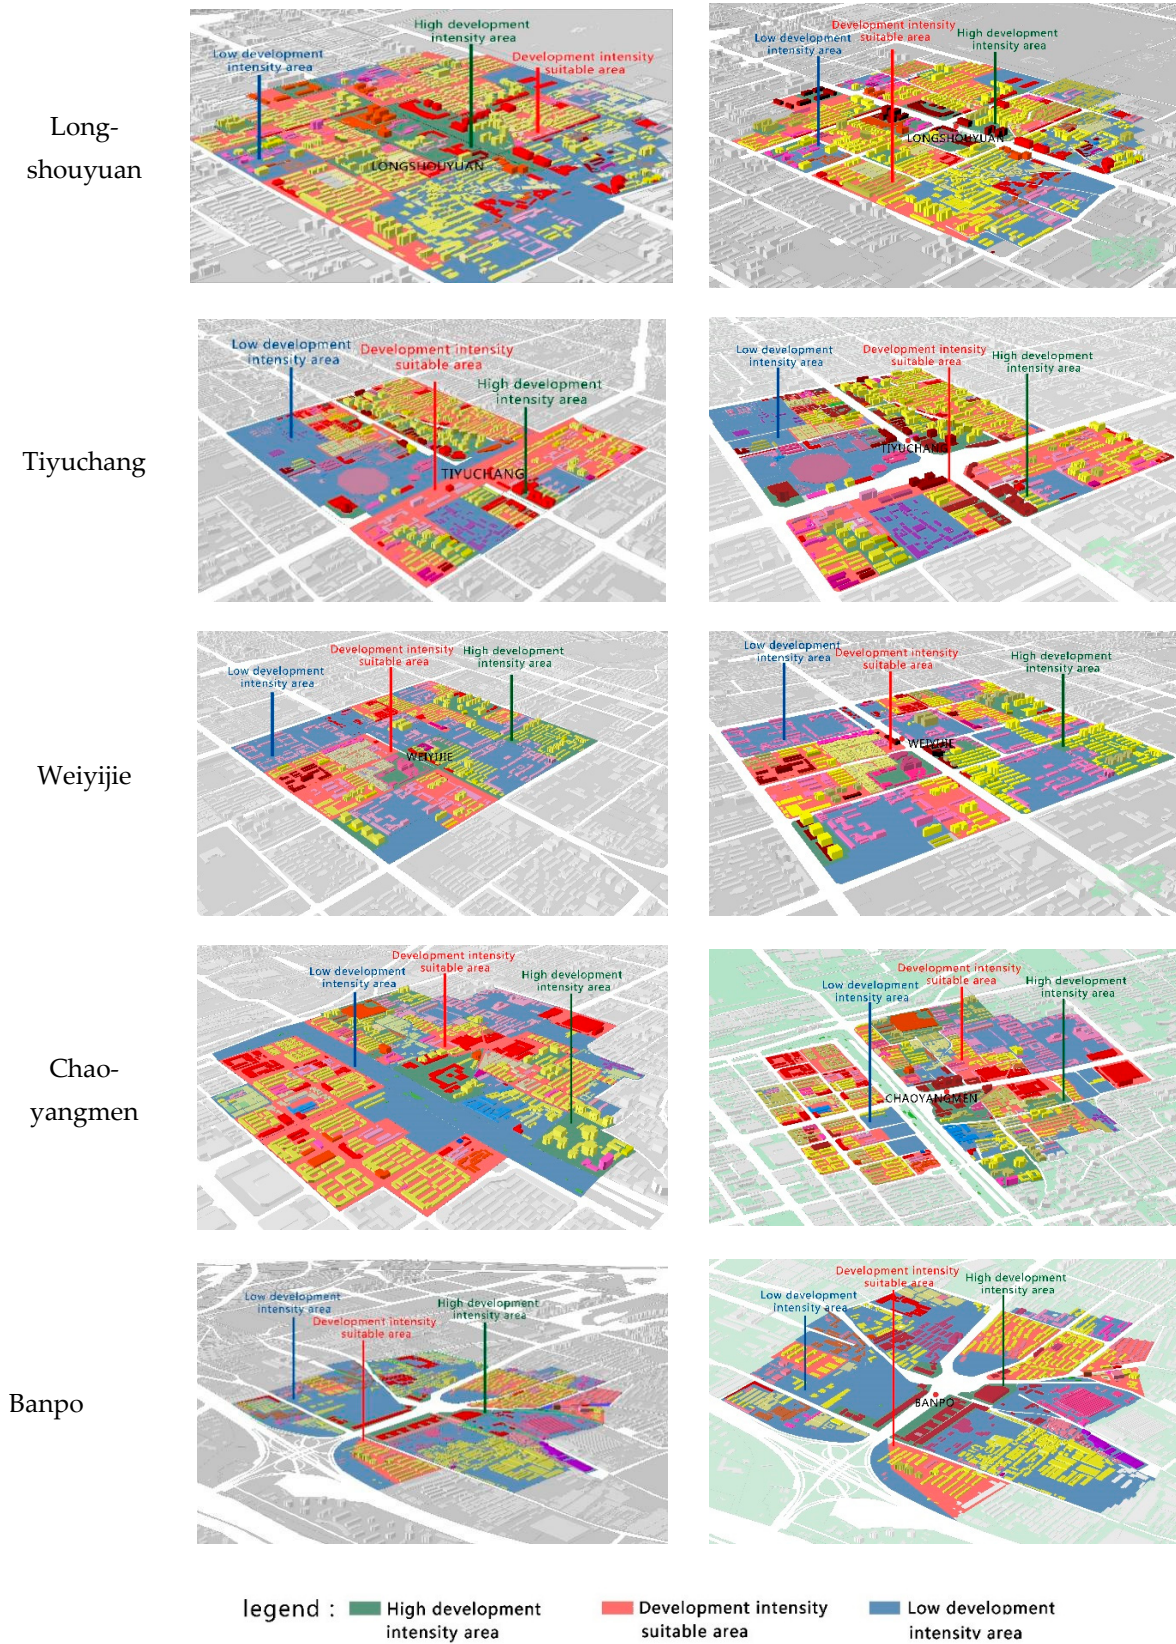 Long-
shouyuan
High development
intensity area
Low development
intensity area
Development intensity
suitable area
LONGSHOUYUAN
Development intensity
suitable area
High development
intensity area
Low development
intensity area
LONGSHOUYUAN
Tiyuchang
Low development
intensity area
Development intensity
suitable area
High development
intensity area
TIYUCHANG
Low development
intensity area
Development intensity
suitable area
High development
intensity area
TIYUCHANG
Weiyijie
Development intensity
suitable area
High development
intensity area
Low development
intensity area
WEIYIJIE
Low development
intensity area
Development intensity
suitable area
High development
intensity area
WEIYIJIE
Chao-
yangmen
Development intensity
suitable area
Low development
intensity area
High development
intensity area
Development intensity
suitable area
High development
intensity area
Low development
intensity area
CHAOYANGMEN
Banpo
Low development
intensity area
High development
intensity area
Development intensity
suitable area
Development intensity
suitable area
High development
intensity area
Low development
intensity area
BANPO
legend :
High development
intensity area
Development intensity
suitable area
Low development
intensity area